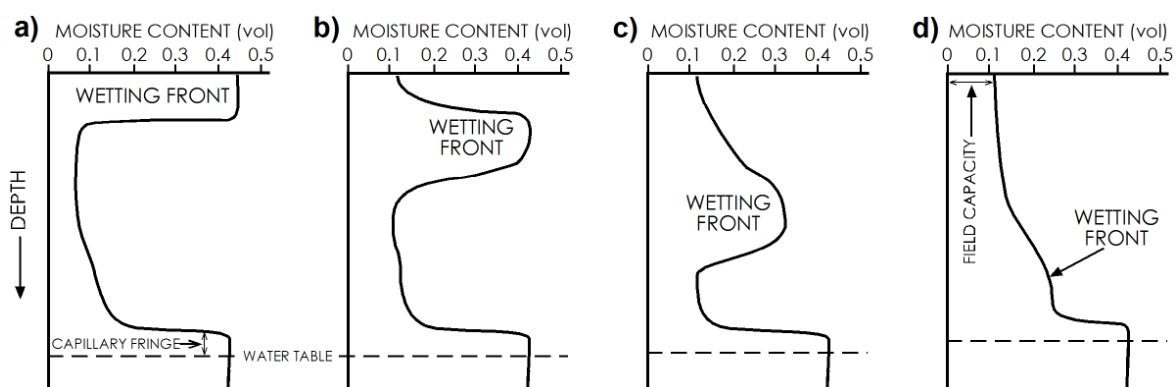 a) MOISTURE CONTENT (vol)
0 0.1 0.2 0.3 0.4 0.5
WETTING FRONT
DEPTH
CAPILLARY FRINGE
WATER TABLE
b) MOISTURE CONTENT (vol)
0 0.1 0.2 0.3 0.4 0.5
WETTING
FRONT
c) MOISTURE CONTENT (vol)
0 0.1 0.2 0.3 0.4 0.5
WETTING
FRONT
d) MOISTURE CONTENT (vol)
0 0.1 0.2 0.3 0.4 0.5
FIELD CAPACITY
WETTING
FRONT